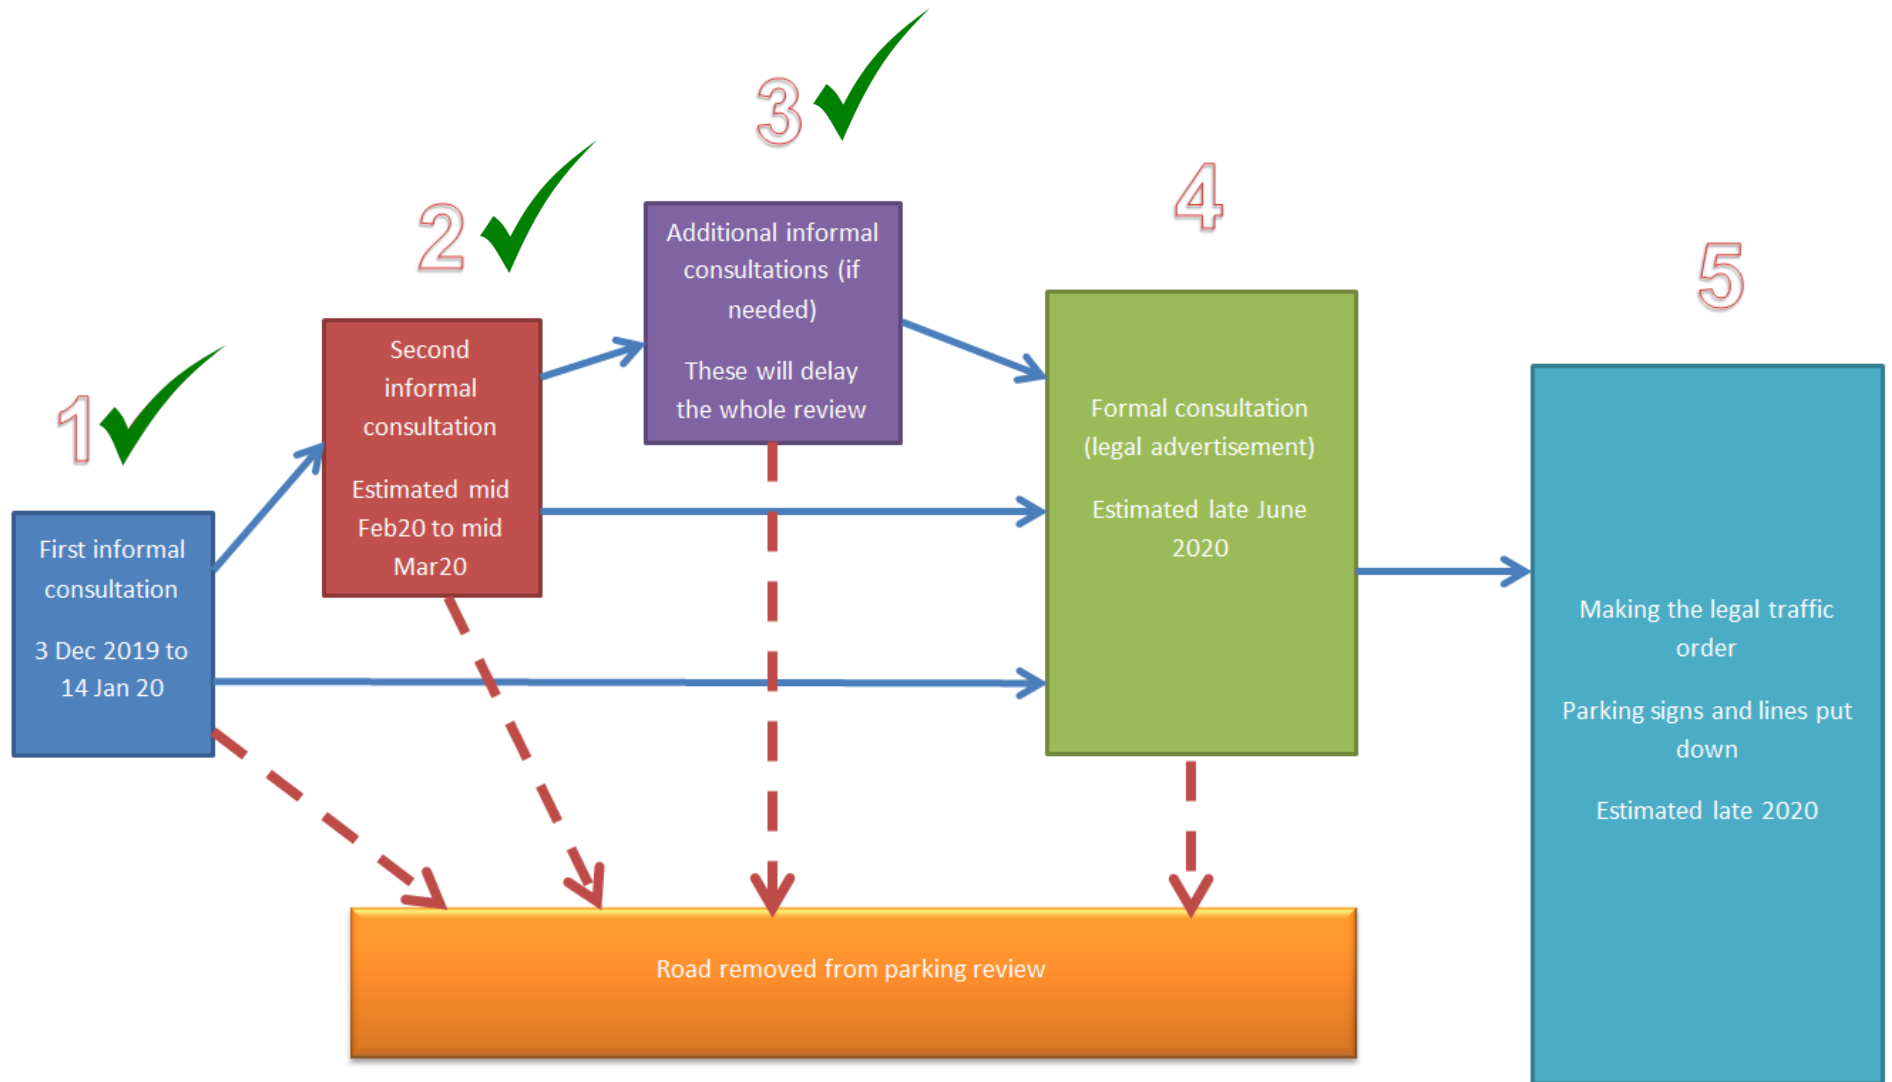 1
First informal
consultation
3 Dec 2019 to
14 Jan 20
2
Second
informal
consultation
Estimated mid
Feb20 to mid
Mar20
3
Additional informal
consultations (if
needed)
These will delay
the whole review
4
Formal consultation
(legal advertisement)
Estimated late June
2020
5
Making the legal traffic
order
Parking signs and lines put
down
Estimated late 2020
Road removed from parking review